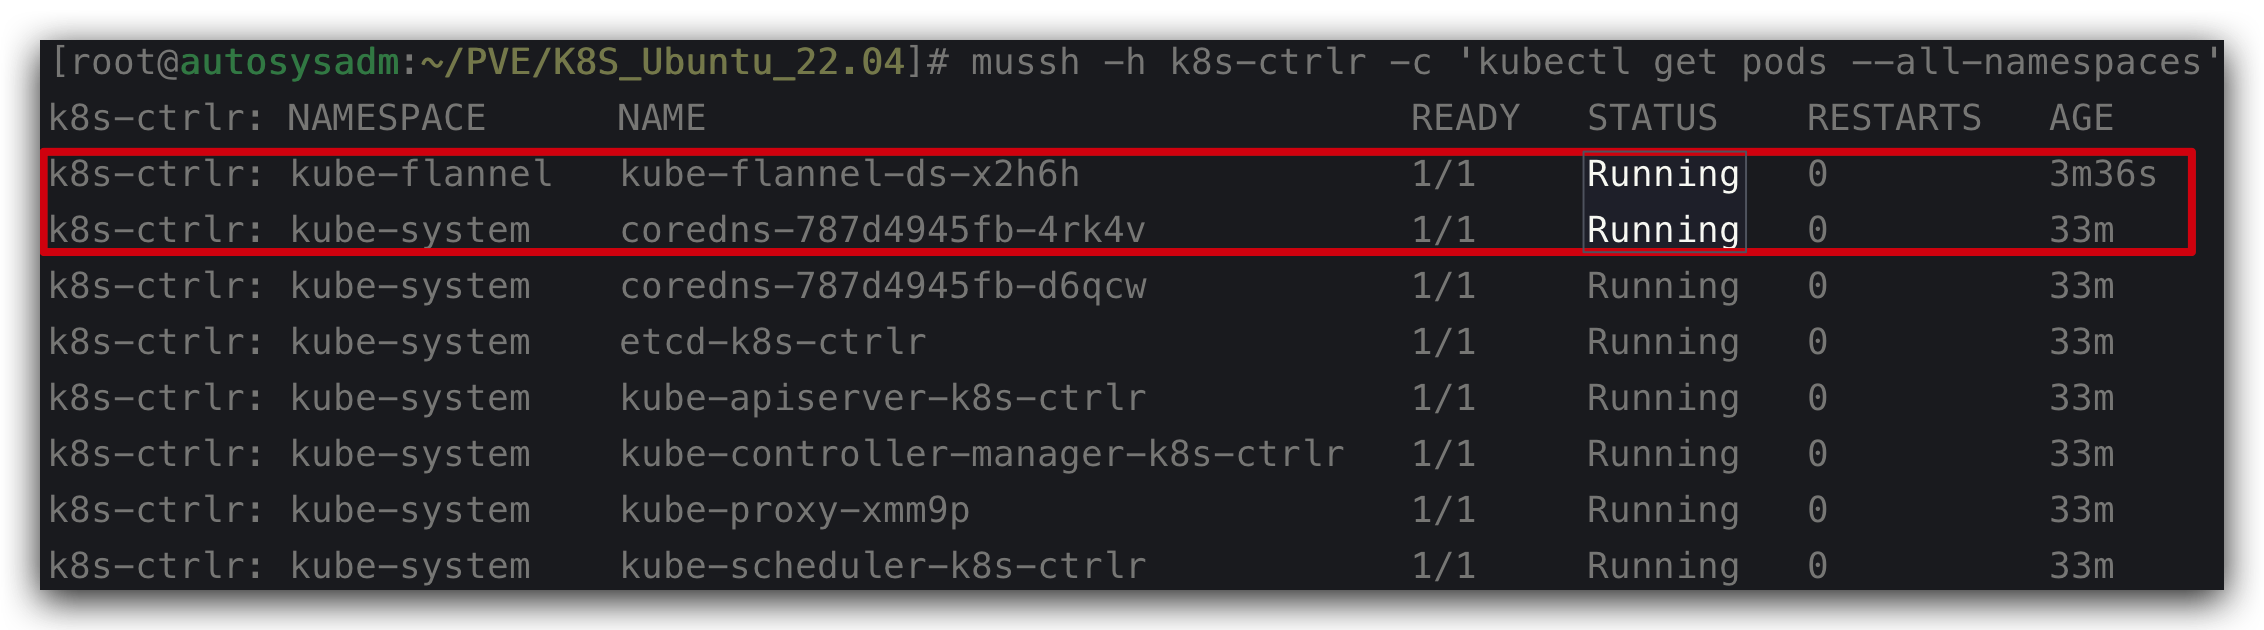 [root@autosysadm:~/PVE/K8S_Ubuntu_22.04]# mussh -h k8s-ctrlr -c 'kubectl get pods --all-namespaces'
k8s-ctrlr: NAMESPACE      NAME                                READY   STATUS    RESTARTS   AGE
k8s-ctrlr: kube-flannel   kube-flannel-ds-x2h6h               1/1     Running   0          3m36s
k8s-ctrlr: kube-system    coredns-787d4945fb-4rk4v            1/1     Running   0          33m
k8s-ctrlr: kube-system    coredns-787d4945fb-d6qcw            1/1     Running   0          33m
k8s-ctrlr: kube-system    etcd-k8s-ctrlr                      1/1     Running   0          33m
k8s-ctrlr: kube-system    kube-apiserver-k8s-ctrlr            1/1     Running   0          33m
k8s-ctrlr: kube-system    kube-controller-manager-k8s-ctrlr   1/1     Running   0          33m
k8s-ctrlr: kube-system    kube-proxy-xmm9p                    1/1     Running   0          33m
k8s-ctrlr: kube-system    kube-scheduler-k8s-ctrlr            1/1     Running   0          33m